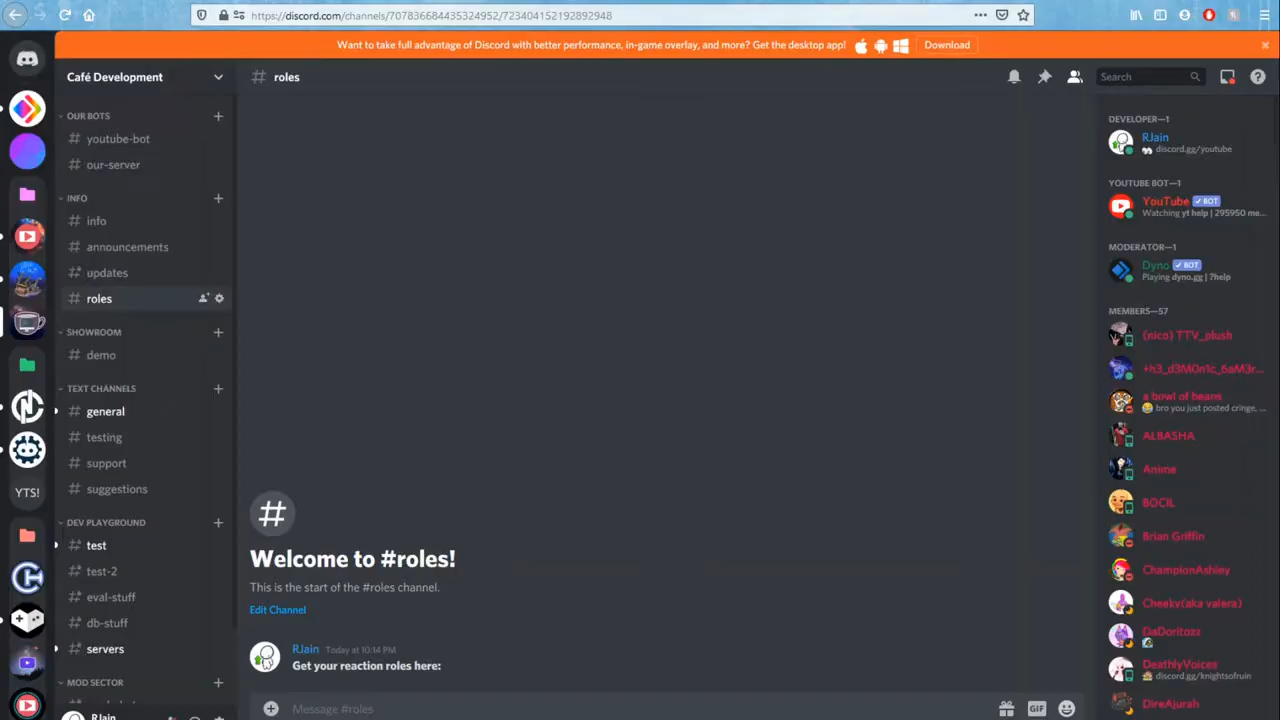 https://discord.com/channels/707836684435324952/723404152192892948
Want to take full advantage of Discord with better performance, in-game overlay, and more? Get the desktop app!
Download
Café Development
roles
Search
OUR BOTS
youtube-bot
our-server
INFO
info
announcements
updates
roles
SHOWROOM
demo
TEXT CHANNELS
general
testing
support
suggestions
DEV PLAYGROUND
test
test-2
eval-stuff
db-stuff
servers
MOD SECTOR
RJain
YTS!
Welcome to #roles!
This is the start of the #roles channel.
Edit Channel
RJain Today at 10:14 PM
Get your reaction roles here:
Message #roles
GIF
DEVELOPER—1
RJain
discord.gg/youtube
YOUTUBE BOT—1
YouTube BOT
Watching yt help | 295950 me...
MODERATOR—1
Dyno BOT
Playing dyno.gg | ?help
MEMBERS—57
(nico) TTV_plush
+h3_d3M0n1c_6aM3r...
a bowl of beans
bro you just posted cringe, ...
ALBASHA
Anime
BOCIL
Brian Griffin
ChampionAshley
Cheeky(aka valera)
DaDoritozz
DeathlyVoices
discord.gg/knightsofruin
DireAjurah